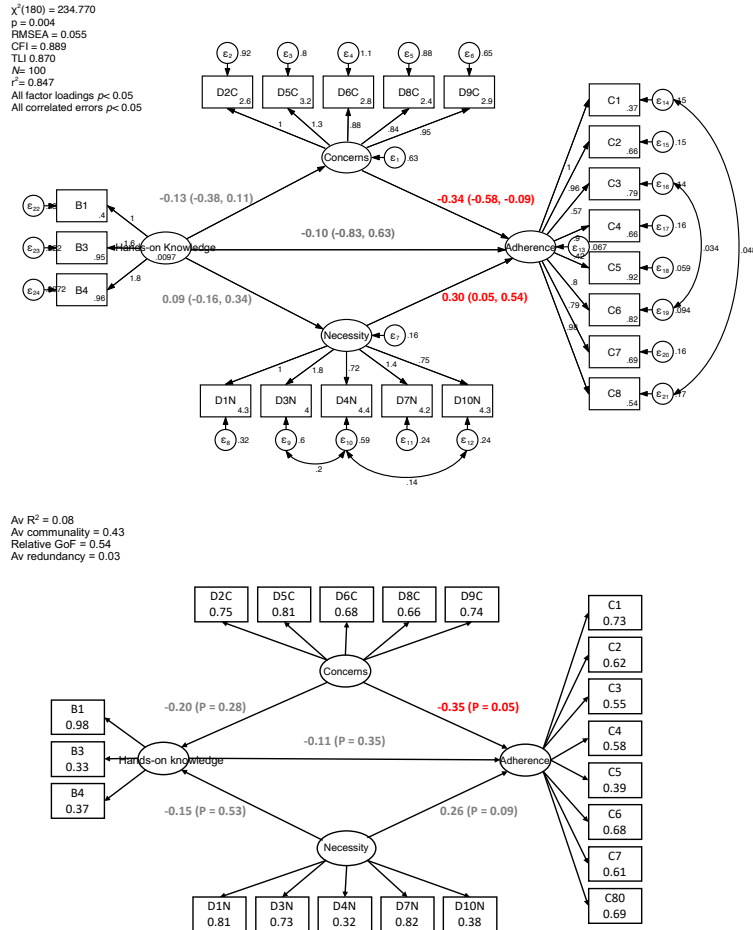 χ²(180) = 234.770
p = 0.004
RMSEA = 0.055
CFI = 0.889
TLI 0.870
N= 100
r²= 0.847
All factor loadings p< 0.05
All correlated errors p< 0.05
ε2 .92
ε3 .8
ε4 1.1
ε5 .88
ε6 .65
D2C 2.6
D5C 3.2
D6C 2.8
D8C 2.4
D9C 2.9
1
1.3
.88
.84
.95
Concerns
ε1 .63
-0.13 (-0.38, 0.11)
-0.34 (-0.58, -0.09)
-0.10 (-0.83, 0.63)
0.09 (-0.16, 0.34)
0.30 (0.05, 0.54)
ε22
B1 .4
ε23
B3 .95
ε24
B4 .96
1
1.6
1.8
Hands-on Knowledge
.0097
Adherence
ε13 .067
1
.96
.57
.9
.42
.8
.79
.98
C1 .37
C2 .66
C3 .79
C4 .66
C5 .92
C6 .82
C7 .69
C8 .54
ε14 .15
ε15 .15
ε16 .14
ε17 .16
ε18 .059
ε19 .094
ε20 .16
ε21 .17
.034
.048
Necessity
ε7 .16
1
1.8
.72
1.4
.75
D1N 4.3
D3N 4
D4N 4.4
D7N 4.2
D10N 4.3
ε8 .32
ε9 .6
ε10 .59
ε11 .24
ε12 .24
.2
.14
Av R² = 0.08
Av communality = 0.43
Relative GoF = 0.54
Av redundancy = 0.03
D2C
0.75
D5C
0.81
D6C
0.68
D8C
0.66
D9C
0.74
Concerns
-0.20 (P = 0.28)
-0.35 (P = 0.05)
B1
0.98
B3
0.33
B4
0.37
Hands-on knowledge
-0.11 (P = 0.35)
Adherence
-0.15 (P = 0.53)
0.26 (P = 0.09)
Necessity
D1N
0.81
D3N
0.73
D4N
0.32
D7N
0.82
D10N
0.38
C1
0.73
C2
0.62
C3
0.55
C4
0.58
C5
0.39
C6
0.68
C7
0.61
C80
0.69